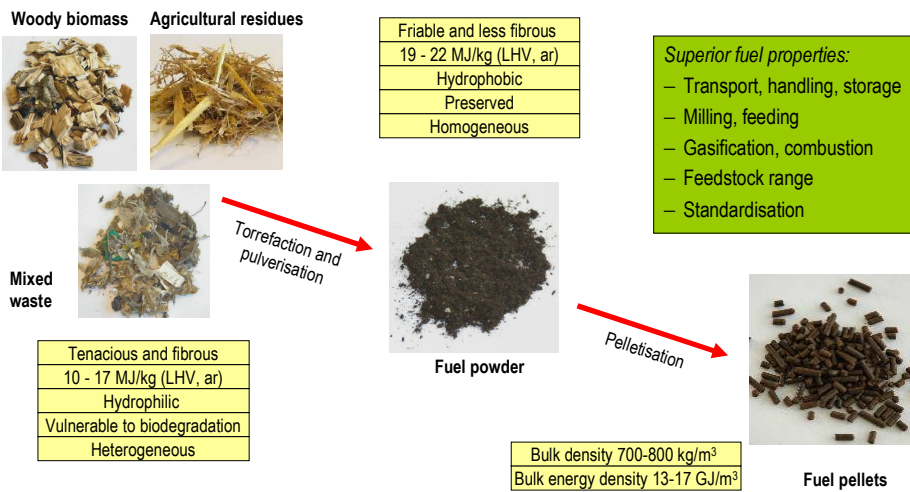 Woody biomass
Agricultural residues
Friable and less fibrous
19 - 22 MJ/kg (LHV, ar)
Hydrophobic
Preserved
Homogeneous
Superior fuel properties:
– Transport, handling, storage
– Milling, feeding
– Gasification, combustion
– Feedstock range
– Standardisation
Mixed
waste
Torrefaction and
pulverisation
Fuel powder
Pelletisation
Tenacious and fibrous
10 - 17 MJ/kg (LHV, ar)
Hydrophilic
Vulnerable to biodegradation
Heterogeneous
Bulk density 700-800 kg/m³
Bulk energy density 13-17 GJ/m³
Fuel pellets